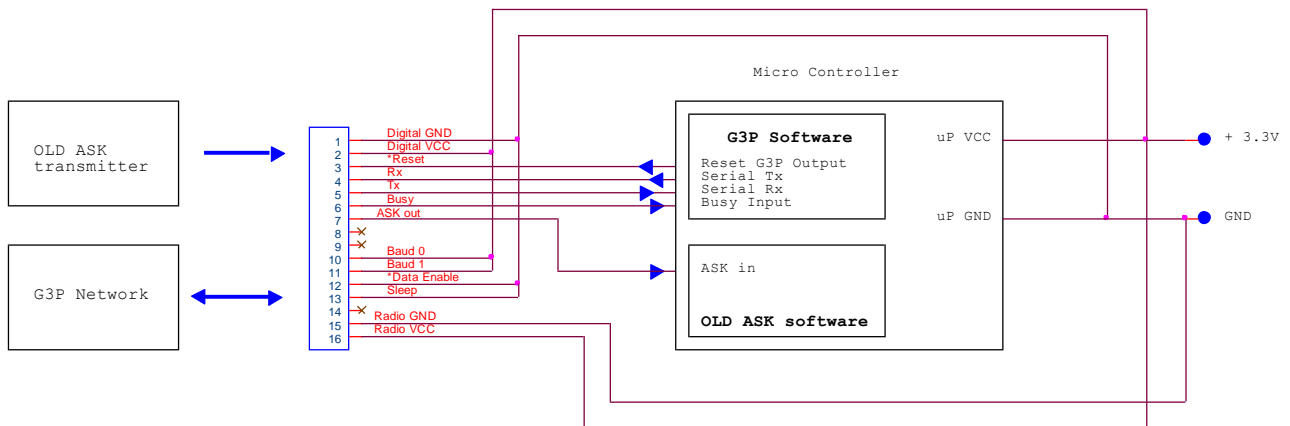 Micro Controller
OLD ASK
transmitter
G3P Network
1
2
3
4
5
6
7
8
9
10
11
12
13
14
15
16
Digital GND
Digital VCC
*Reset
Rx
Tx
Busy
ASK out
Baud 0
Baud 1
*Data Enable
Sleep
Radio GND
Radio VCC
G3P Software
Reset G3P Output
Serial Tx
Serial Rx
Busy Input
ASK in
OLD ASK software
uP VCC
uP GND
+ 3.3V
GND